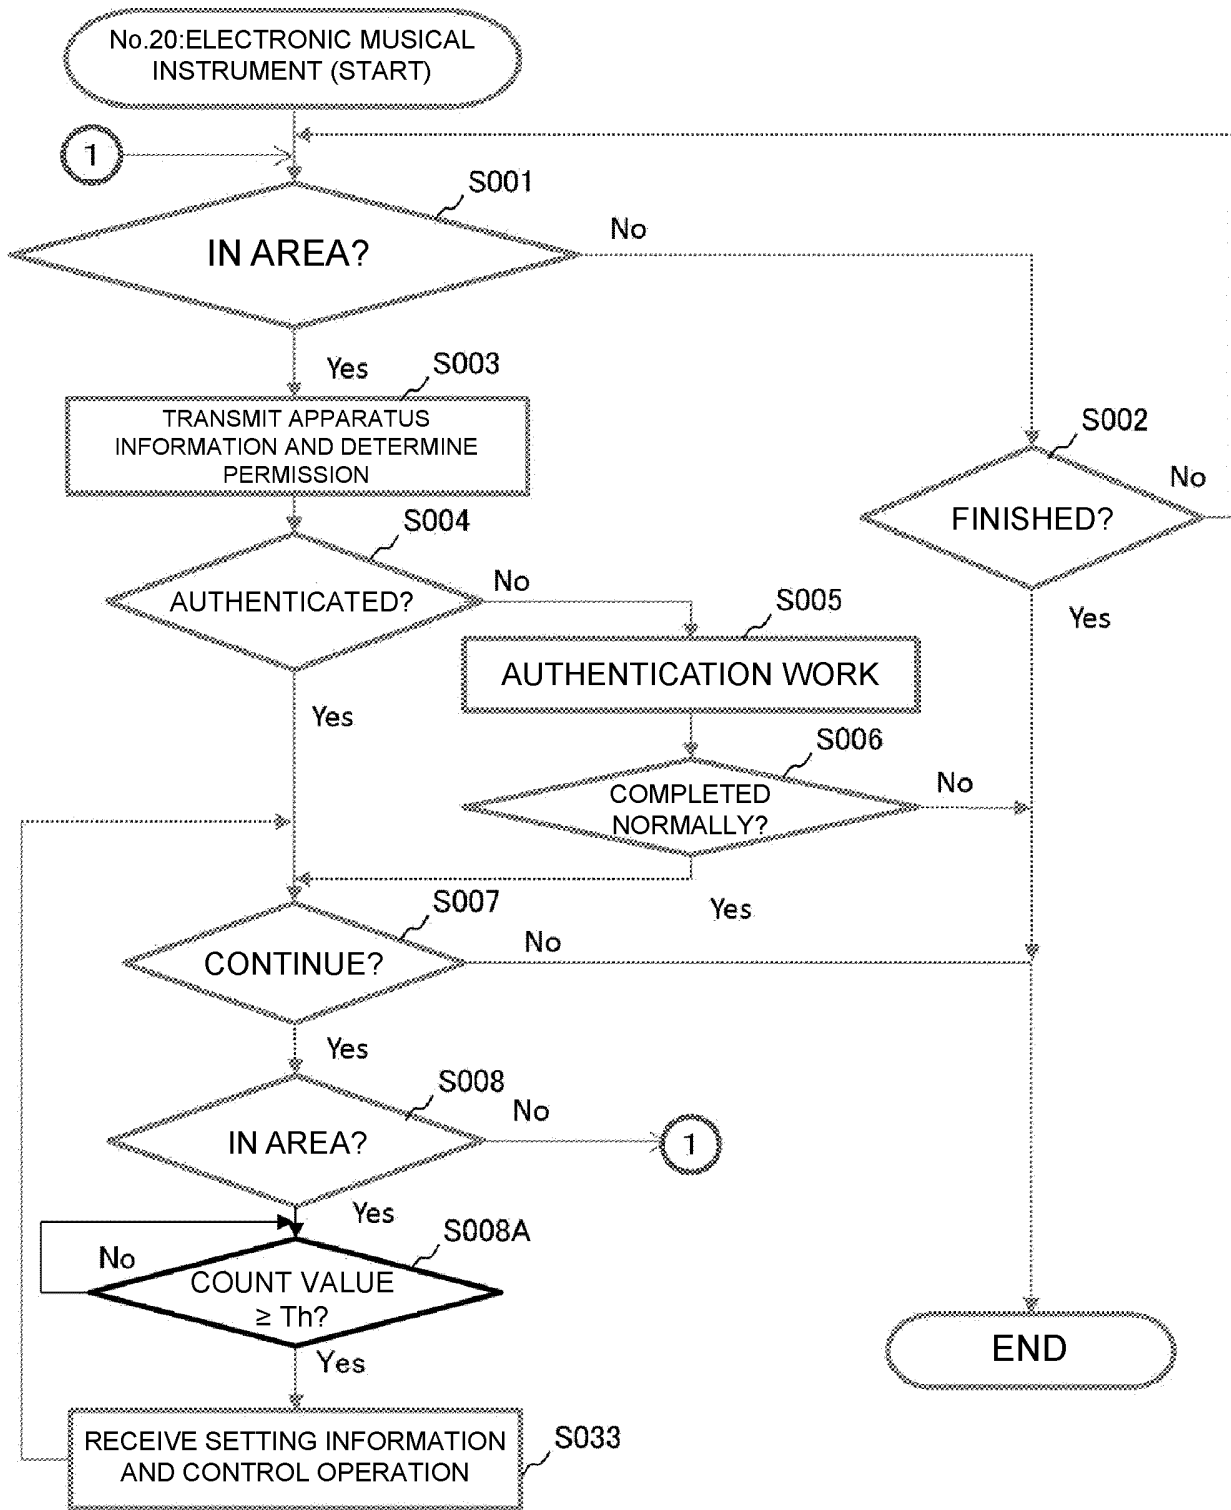 No.20:ELECTRONIC MUSICAL
INSTRUMENT (START)
1
S001
IN AREA?
No
Yes
S003
TRANSMIT APPARATUS
INFORMATION AND DETERMINE
PERMISSION
S002
FINISHED?
No
Yes
S004
AUTHENTICATED?
No
Yes
S005
AUTHENTICATION WORK
S006
COMPLETED
NORMALLY?
No
Yes
S007
CONTINUE?
No
Yes
S008
IN AREA?
No
1
Yes
S008A
COUNT VALUE
≥ Th?
No
Yes
END
S033
RECEIVE SETTING INFORMATION
AND CONTROL OPERATION